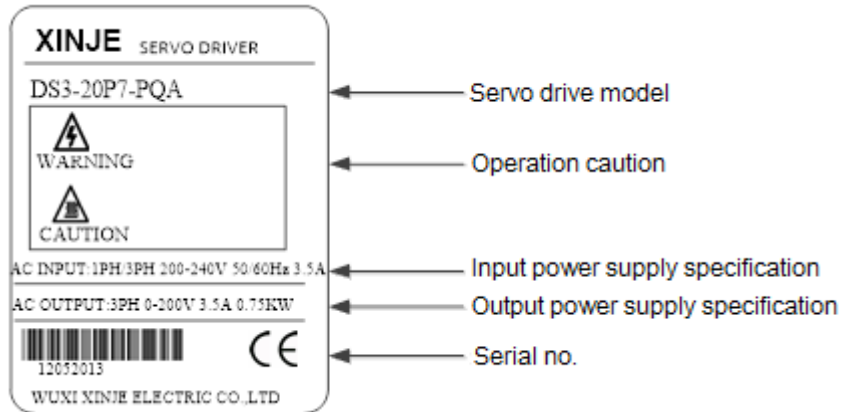 XINJE SERVO DRIVER
DS3-20P7-PQA
Servo drive model
WARNING
Operation caution
CAUTION
AC INPUT:1PH/3PH 200-240V 50/60Hz 3.5A
Input power supply specification
AC OUTPUT:3PH 0-200V 3.5A 0.75KW
Output power supply specification
CE
Serial no.
12052013
WUXI XINJE ELECTRIC CO.,LTD